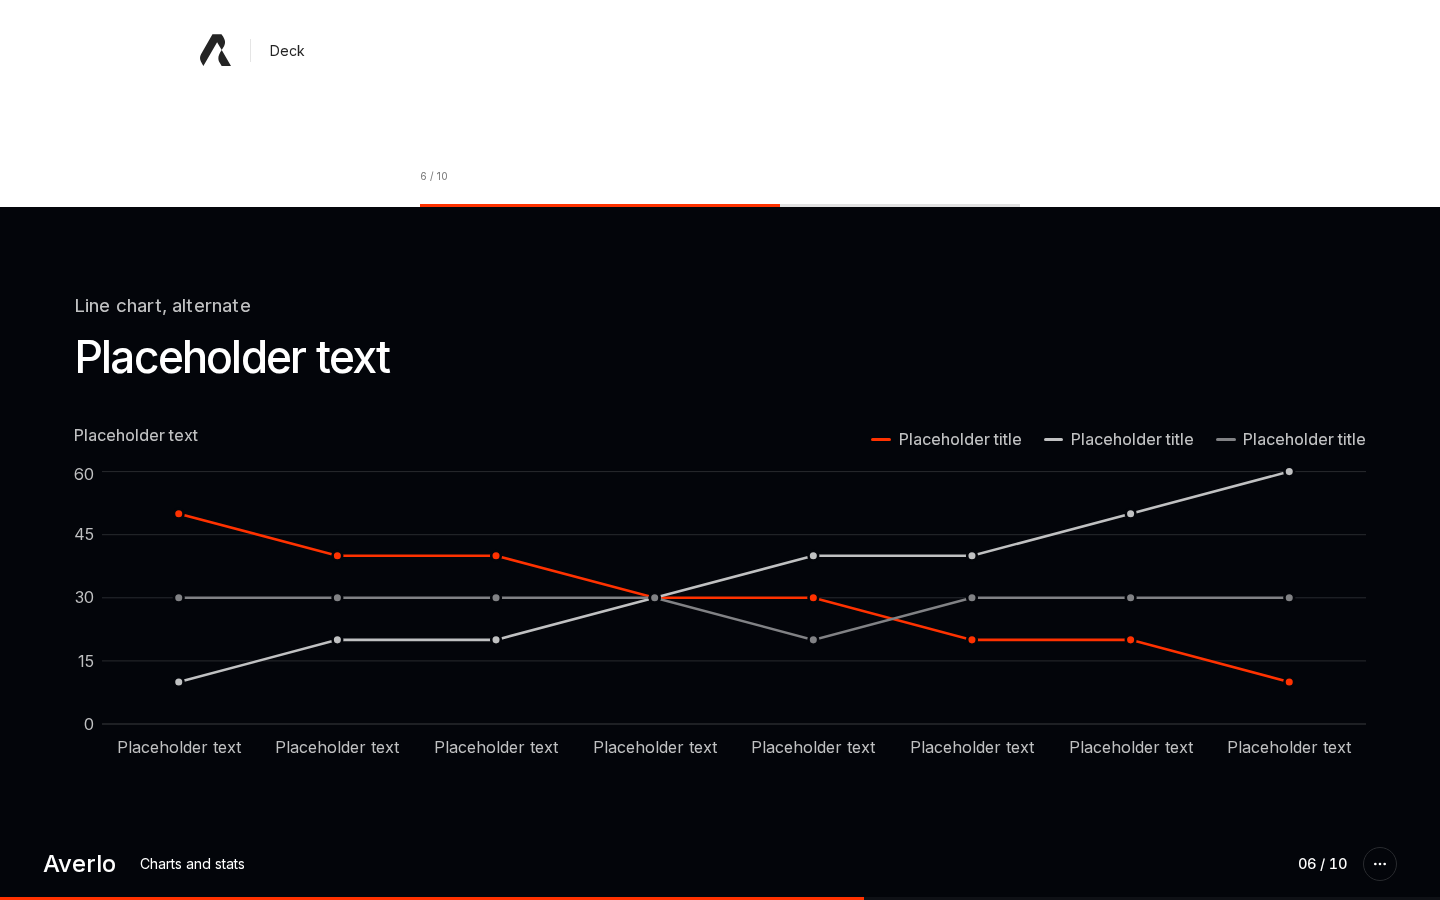 Deck
6 / 10
Line chart, alternate
Placeholder text
Placeholder text
Placeholder title Placeholder title Placeholder title
60
45
30
15
0
Placeholder text Placeholder text Placeholder text Placeholder text Placeholder text Placeholder text Placeholder text Placeholder text
Averlo Charts and stats 06 / 10